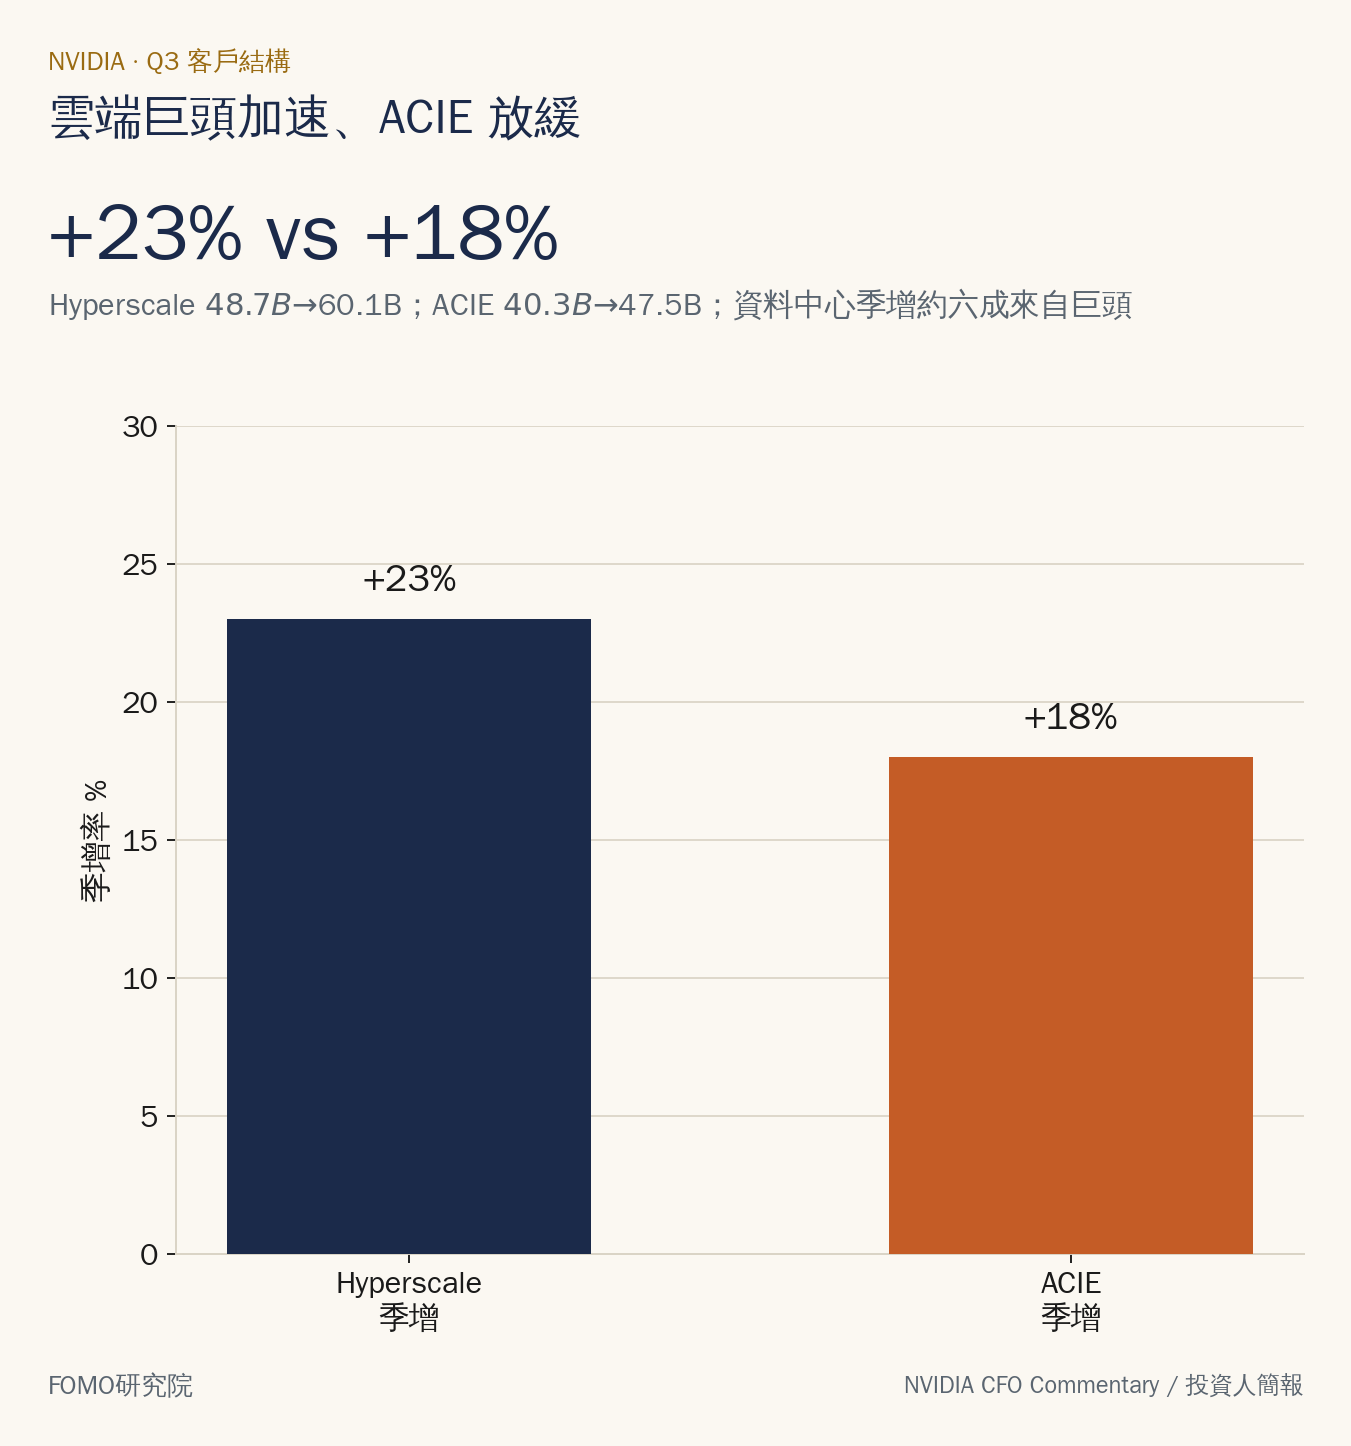 NVIDIA · Q3 客戶結構
雲端巨頭加速、ACIE 放緩
+23% vs +18%
Hyperscale 48.7B→60.1B；ACIE 40.3B→47.5B；資料中心季增約六成來自巨頭
30
25
20
15
10
5
0
季增率 %
+23%
+18%
Hyperscale
季增
ACIE
季增
FOMO研究院
NVIDIA CFO Commentary / 投資人簡報